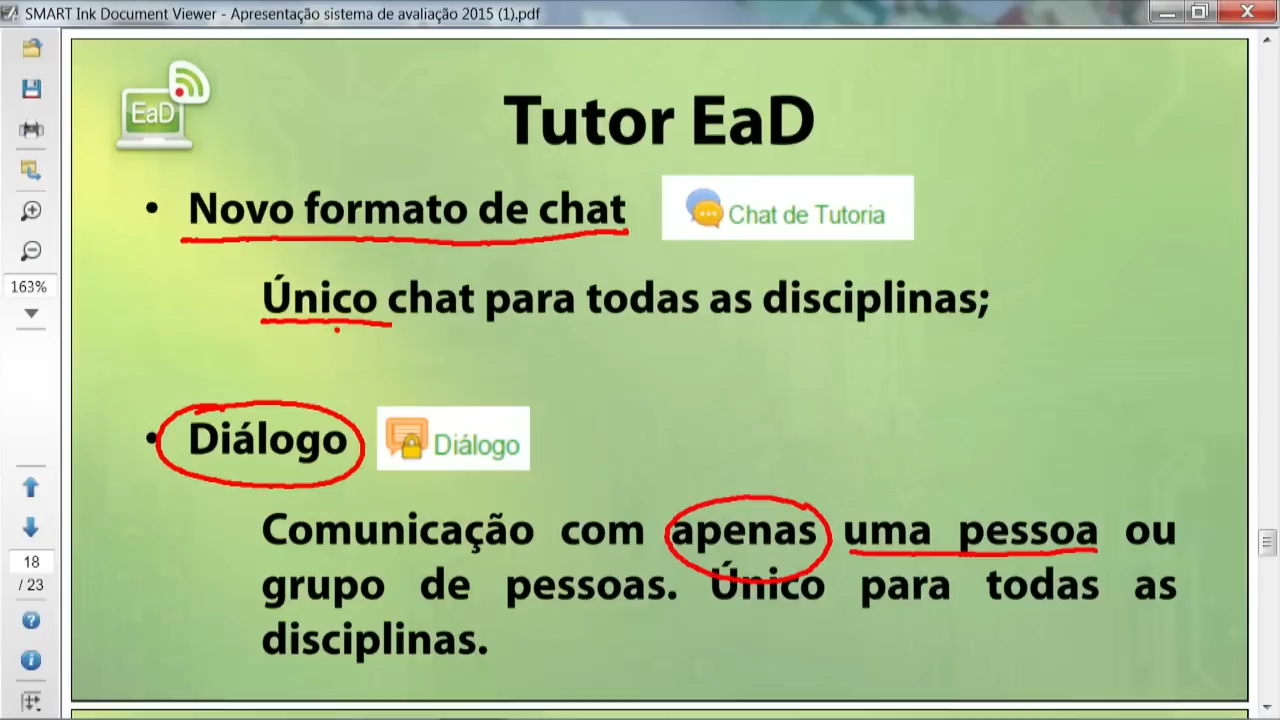 SMART Ink Document Viewer - Apresentação sistema de avaliação 2015 (1).pdf
EaD
Tutor EaD
• Novo formato de chat
Chat de Tutoria
Único chat para todas as disciplinas;
163%
• Diálogo
Diálogo
Comunicação com apenas uma pessoa ou
grupo de pessoas. Único para todas as
disciplinas.
18
/ 23